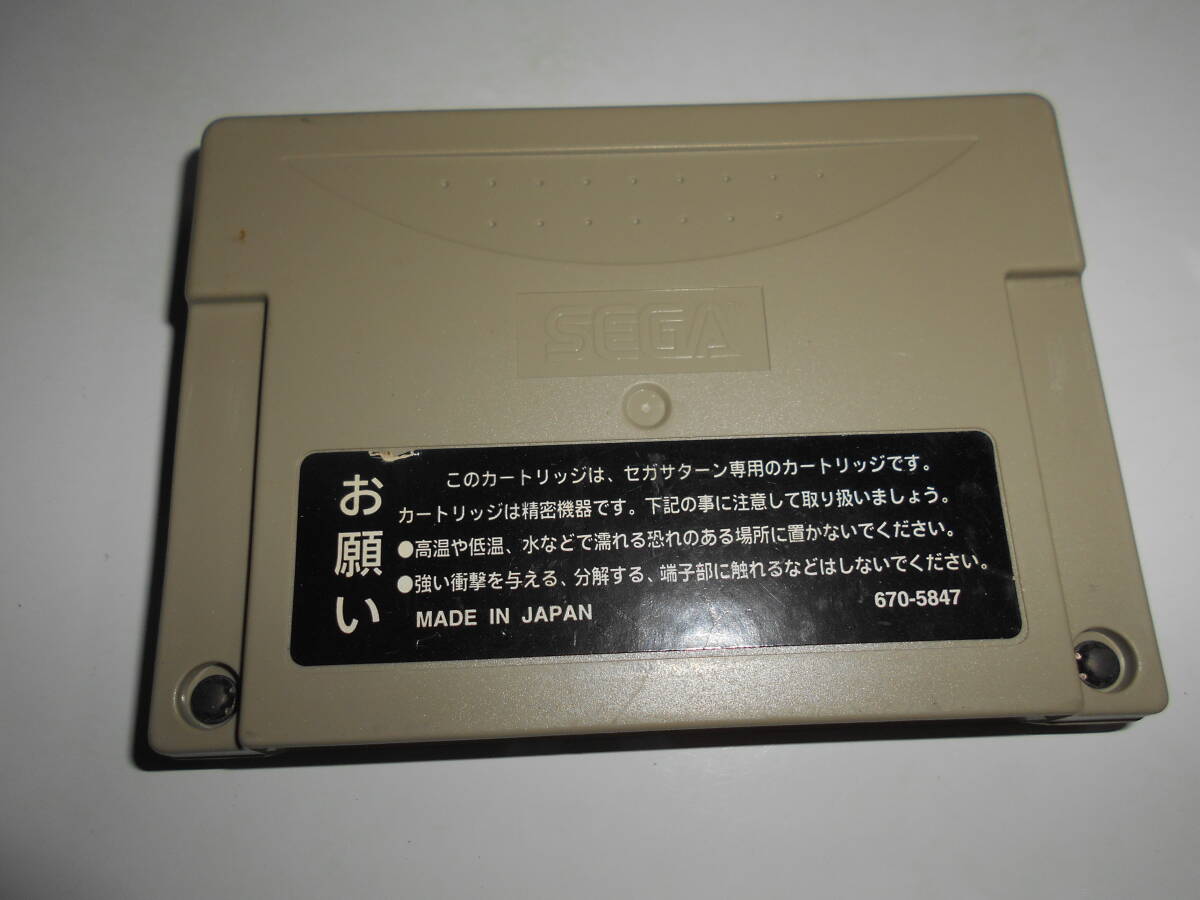 SEGA
お願い
このカートリッジは、セガサターン専用のカートリッジです。
カートリッジは精密機器です。下記の事に注意して取り扱いましょう。
●高温や低温、水などで濡れる恐れのある場所に置かないでください。
●強い衝撃を与える、分解する、端子部に触れるなどはしないでください。
MADE IN JAPAN 670-5847